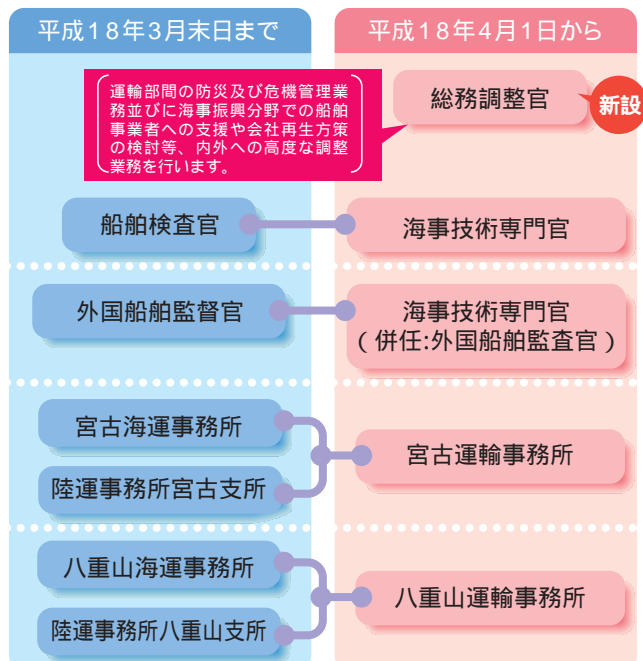 平成18年3月末日まで
平成18年4月1日から
運輸部間の防災及び危機管理業
務並びに海事振興分野での船舶
事業者への支援や会社再生方策
の検討等、内外への高度な調整
業務を行います。
総務調整官
新設
船舶検査官
海事技術専門官
外国船舶監督官
海事技術専門官
(併任:外国船舶監査官)
宮古海運事務所
陸運事務所宮古支所
宮古運輸事務所
八重山海運事務所
陸運事務所八重山支所
八重山運輸事務所